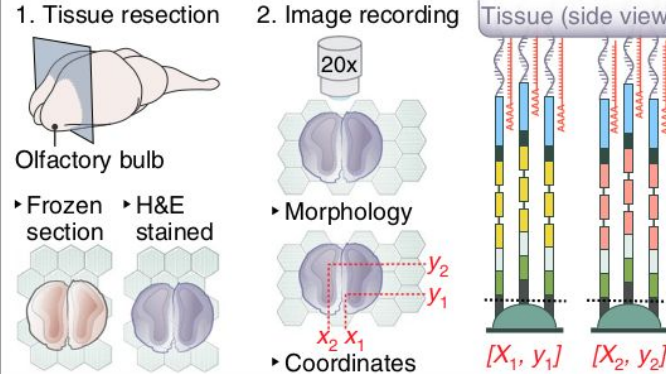 1. Tissue resection
Olfactory bulb
‣ Frozen section
‣ H&E stained
2. Image recording
20x
‣ Morphology
y2
y1
x2 x1
‣ Coordinates
Tissue (side view
AAAA
AAAA
AAAA
AAAA
AAAA
[X1, y1]
[X2, y2]